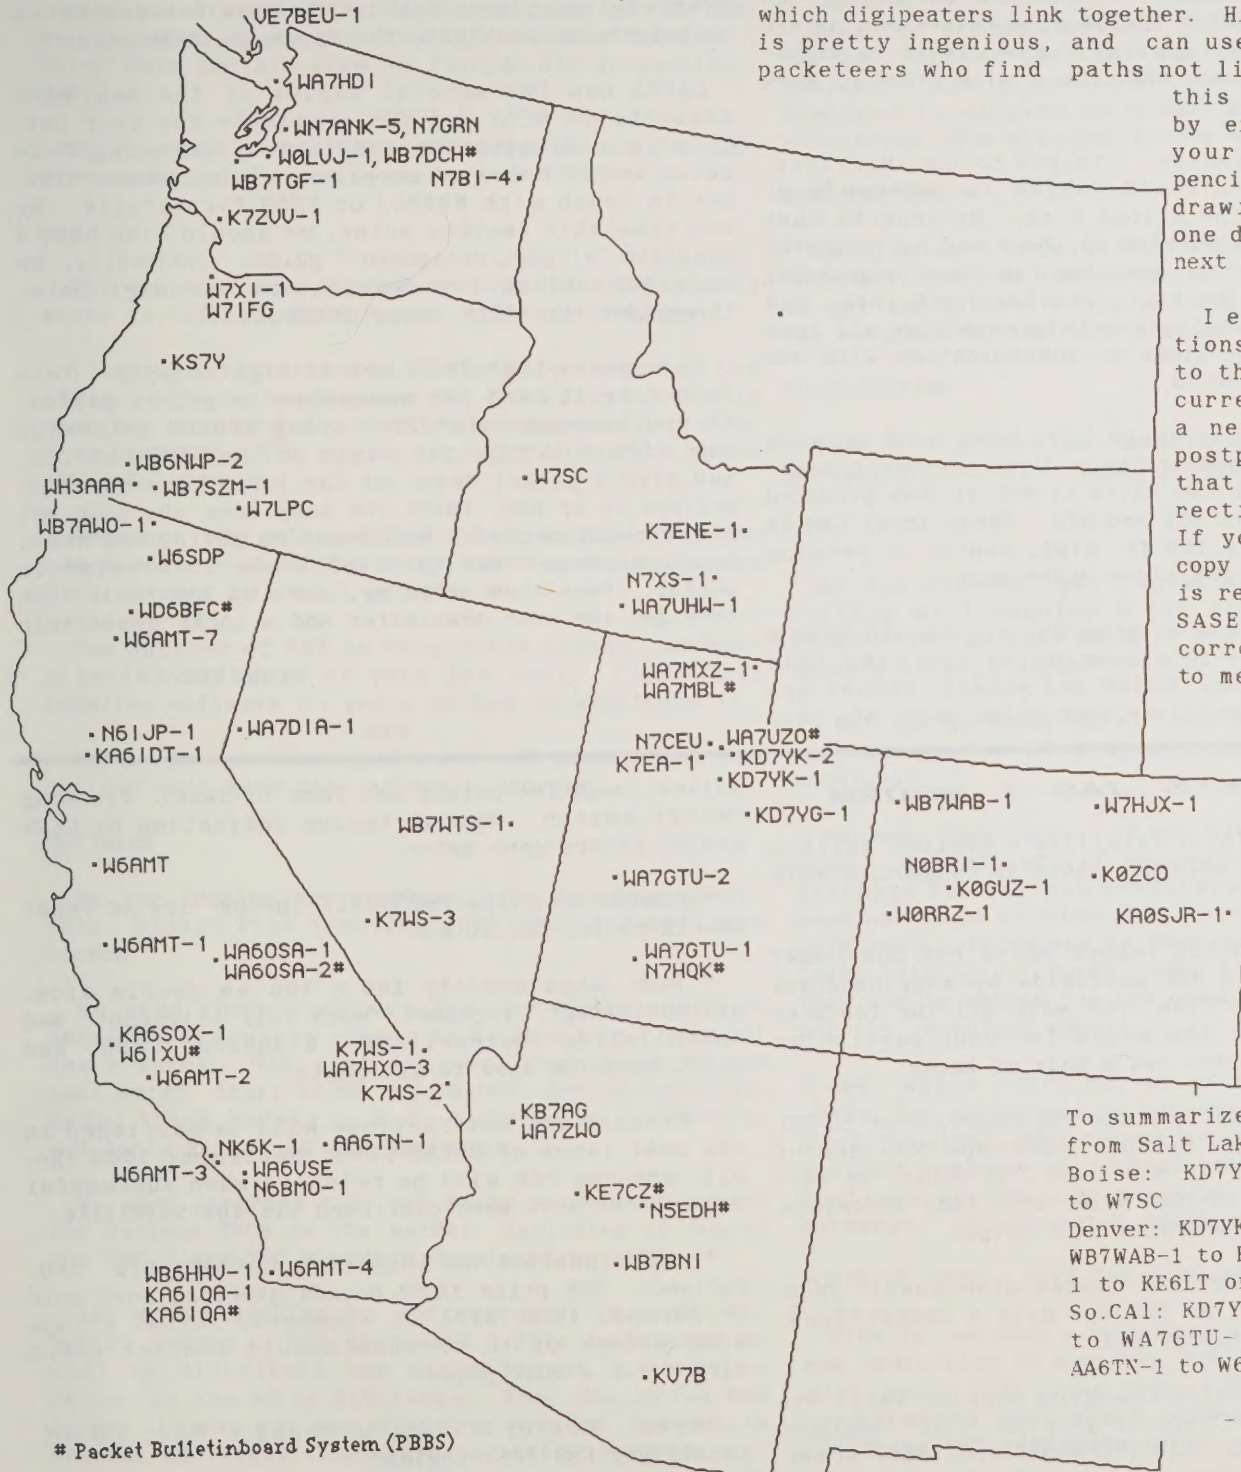 which digipeaters link together. H
is pretty ingenious, and can use
packeteers who find paths not li
this
by e
your
penci
drawi
one d
next
I e
tions
to th
curre
a ne
postp
that
recti
If yo
copy
is re
SASE
corre
to me
VE7BEU-1
WA7HDI
WN7ANK-5, N7GRN
W0LVJ-1, WB7DCH#
WB7TGF-1
N7BI-4
K7ZVV-1
W7XI-1
W7IFG
KS7Y
WB6NWP-2
WH3AAA
WB7SZM-1
W7LPC
WB7AWO-1
W6SDP
W7SC
K7ENE-1
N7XS-1
WA7UHW-1
WD6BFC#
W6AMT-7
WA7MXZ-1
WA7MBL#
N6IJP-1
KA6IDT-1
WA7DIA-1
N7CEU
WA7UZO#
K7EA-1
KD7YK-2
KD7YK-1
KD7YG-1
WB7WTS-1
WB7WAB-1
W7HJX-1
W6AMT
WA7GTU-2
N0BRI-1
K0GUZ-1
K0ZCO
W0RRZ-1
KA0SJR-1
K7WS-3
W6AMT-1
WA6OSA-1
WA6OSA-2#
WA7GTU-1
N7HQK#
KA6SOX-1
W6IXU#
W6AMT-2
K7WS-1
WA7HXO-3
K7WS-2
KB7AG
WA7ZWO
NK6K-1
AA6TN-1
W6AMT-3
WA6VSE
N6BMO-1
KE7CZ#
N5EDH#
WB6HHV-1
W6AMT-4
KA6IQA-1
KA6IQA#
WB7BNI
KV7B
To summarize
from Salt Lak
Boise: KD7Y
to W7SC
Denver: KD7YK
WB7WAB-1 to
1 to KE6LT o
So.CAl: KD7Y
to WA7GTU-
AA6TN-1 to W6
# Packet Bulletinboard System (PBBS)